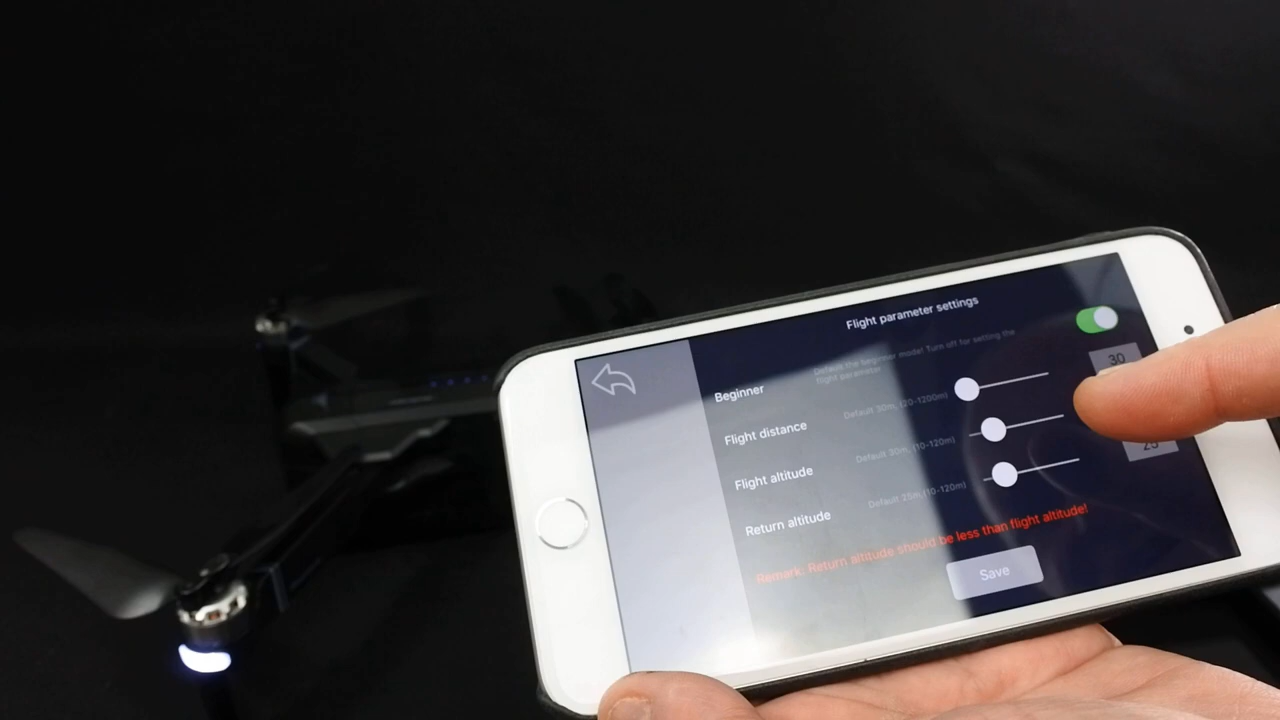 Flight parameter settings
Beginner
Default the beginner mode! Turn off for setting the
flight parameter
Flight distance
Default 30m, (20-1200m)
30
Flight altitude
Default 30m, (10-120m)
Return altitude
Default 25m,(10-120m)
25
Remark: Return altitude should be less than flight altitude!
Save